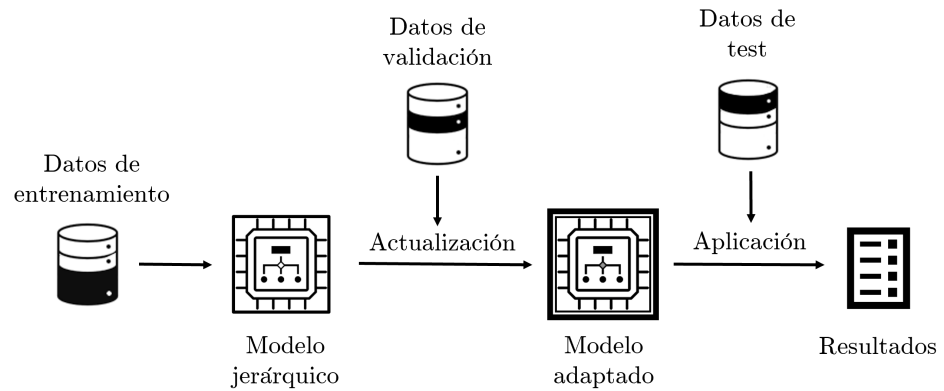 Datos de
entrenamiento
Modelo
jerárquico
Datos de
validación
Actualización
Modelo
adaptado
Datos de
test
Aplicación
Resultados